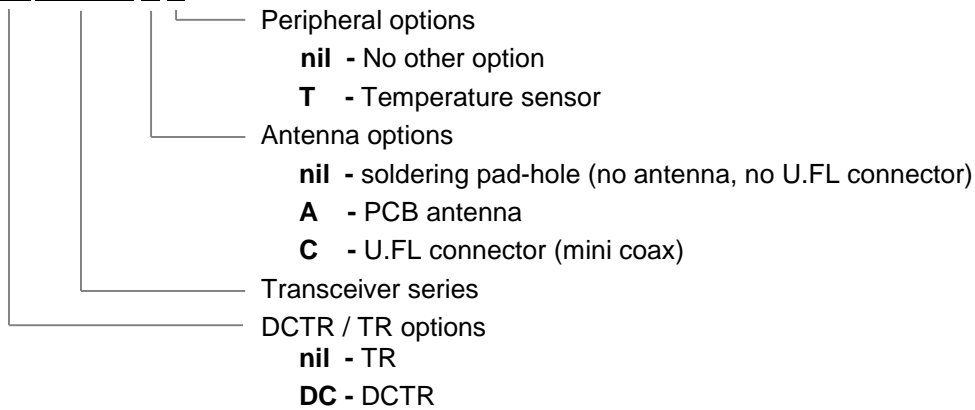 Peripheral options
nil - No other option
T - Temperature sensor
Antenna options
nil - soldering pad-hole (no antenna, no U.FL connector)
A - PCB antenna
C - U.FL connector (mini coax)
Transceiver series
DCTR / TR options
nil - TR
DC - DCTR